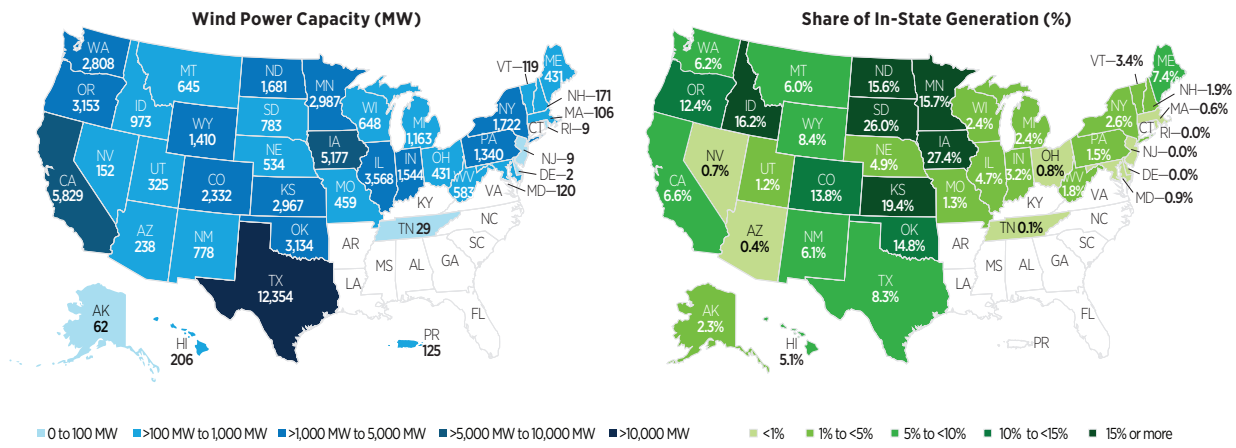 Wind Power Capacity (MW)
WA
2,808
OR
3,153
CA
5,829
NV
152
ID
973
MT
645
WY
1,410
UT
325
AZ
238
CO
2,332
NM
778
ND
1,681
SD
783
NE
534
KS
2,967
OK
3,134
TX
12,354
MN
2,987
IA
5,177
MO
459
AR
LA
WI
648
IL
3,568
MI
1,163
IN
1,544
OH
431
KY
TN 29
MS
AL
GA
FL
SC
NC
VA
WV
583
PA
1,340
NY
1,722
VT—119
ME
431
NH—171
MA—106
CT
RI—9
NJ—9
DE—2
MD—120
AK
62
HI
206
PR
125
0 to 100 MW
>100 MW to 1,000 MW
>1,000 MW to 5,000 MW
>5,000 MW to 10,000 MW
>10,000 MW
Share of In-State Generation (%)
WA
6.2%
OR
12.4%
CA
6.6%
NV
0.7%
ID
16.2%
MT
6.0%
WY
8.4%
UT
1.2%
AZ
0.4%
CO
13.8%
NM
6.1%
ND
15.6%
SD
26.0%
NE
4.9%
KS
19.4%
OK
14.8%
TX
8.3%
MN
15.7%
IA
27.4%
MO
1.3%
AR
LA
WI
2.4%
IL
4.7%
MI
2.4%
IN
3.2%
OH
0.8%
KY
TN 0.1%
MS
AL
GA
FL
SC
NC
VA
WV
1.8%
PA
1.5%
NY
2.6%
VT—3.4%
ME
7.4%
NH—1.9%
MA—0.6%
CT
RI—0.0%
NJ—0.0%
DE—0.0%
MD—0.9%
AK
2.3%
HI
5.1%
PR
<1%
1% to <5%
5% to <10%
10% to <15%
15% or more